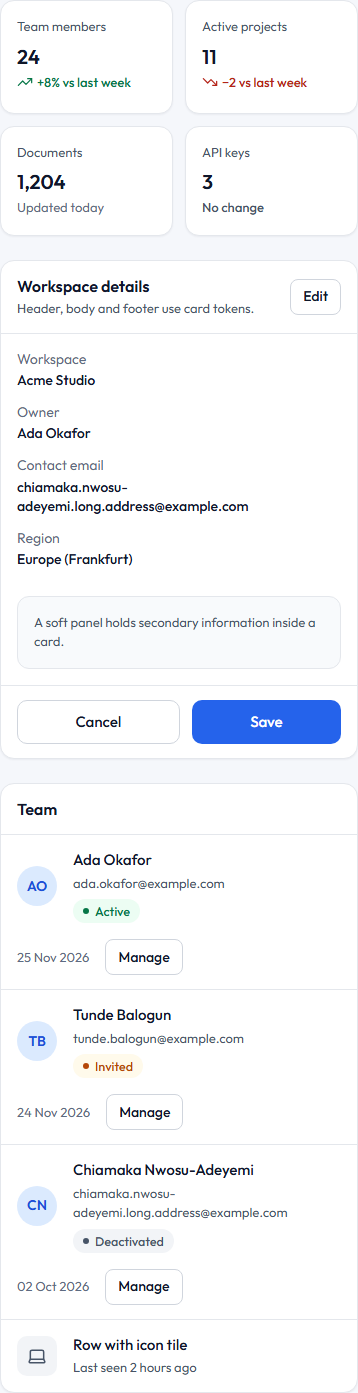 Team members
24
+8% vs last week
Active projects
11
−2 vs last week
Documents
1,204
Updated today
API keys
3
No change
Workspace details
Header, body and footer use card tokens.
Edit
Workspace
Acme Studio
Owner
Ada Okafor
Contact email
chiamaka.nwosu-
adeyemi.long.address@example.com
Region
Europe (Frankfurt)
A soft panel holds secondary information inside a
card.
Cancel
Save
Team
AO
Ada Okafor
ada.okafor@example.com
Active
25 Nov 2026
Manage
TB
Tunde Balogun
tunde.balogun@example.com
Invited
24 Nov 2026
Manage
CN
Chiamaka Nwosu-Adeyemi
chiamaka.nwosu-
adeyemi.long.address@example.com
Deactivated
02 Oct 2026
Manage
Row with icon tile
Last seen 2 hours ago